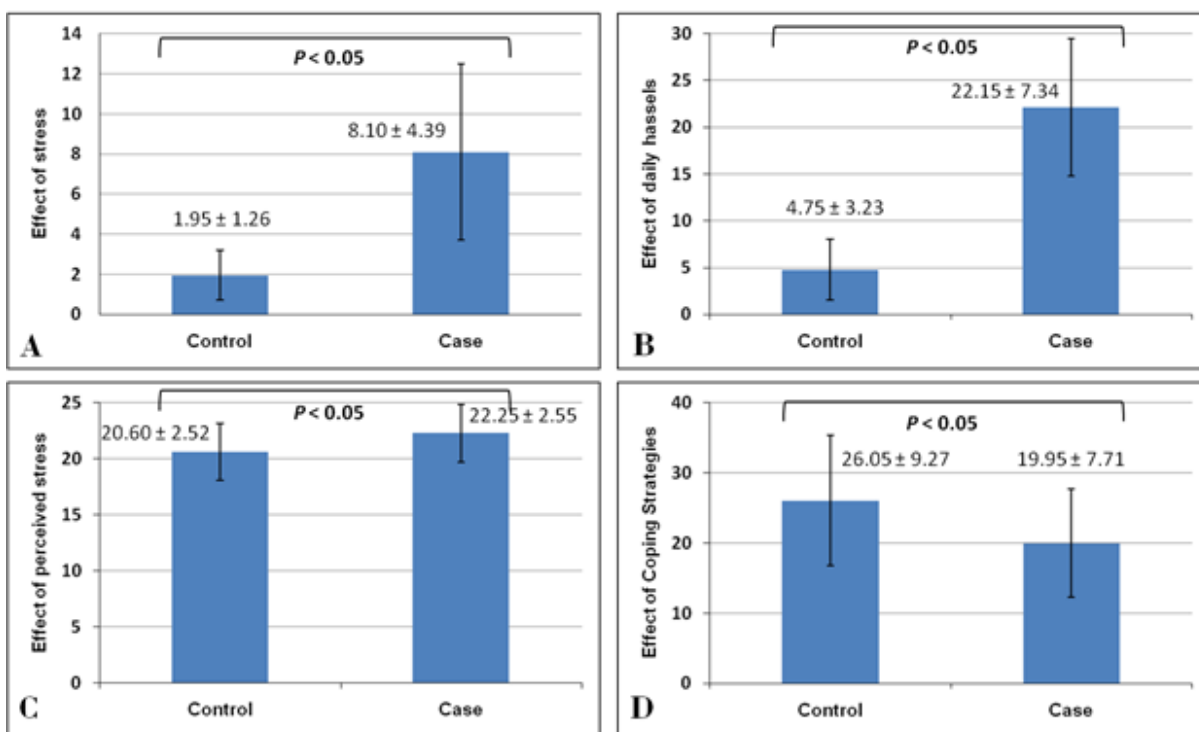 14
12
10
8
6
4
2
0
Effect of stress
P < 0.05
1.95 ± 1.26
8.10 ± 4.39
Control
Case
A
30
25
20
15
10
5
0
Effect of daily hassels
P < 0.05
4.75 ± 3.23
22.15 ± 7.34
Control
Case
B
25
20
15
10
5
0
Effect of perceived stress
P < 0.05
20.60 ± 2.52
22.25 ± 2.55
Control
Case
C
40
30
20
10
0
Effect of Coping Strategies
P < 0.05
26.05 ± 9.27
19.95 ± 7.71
Control
Case
D